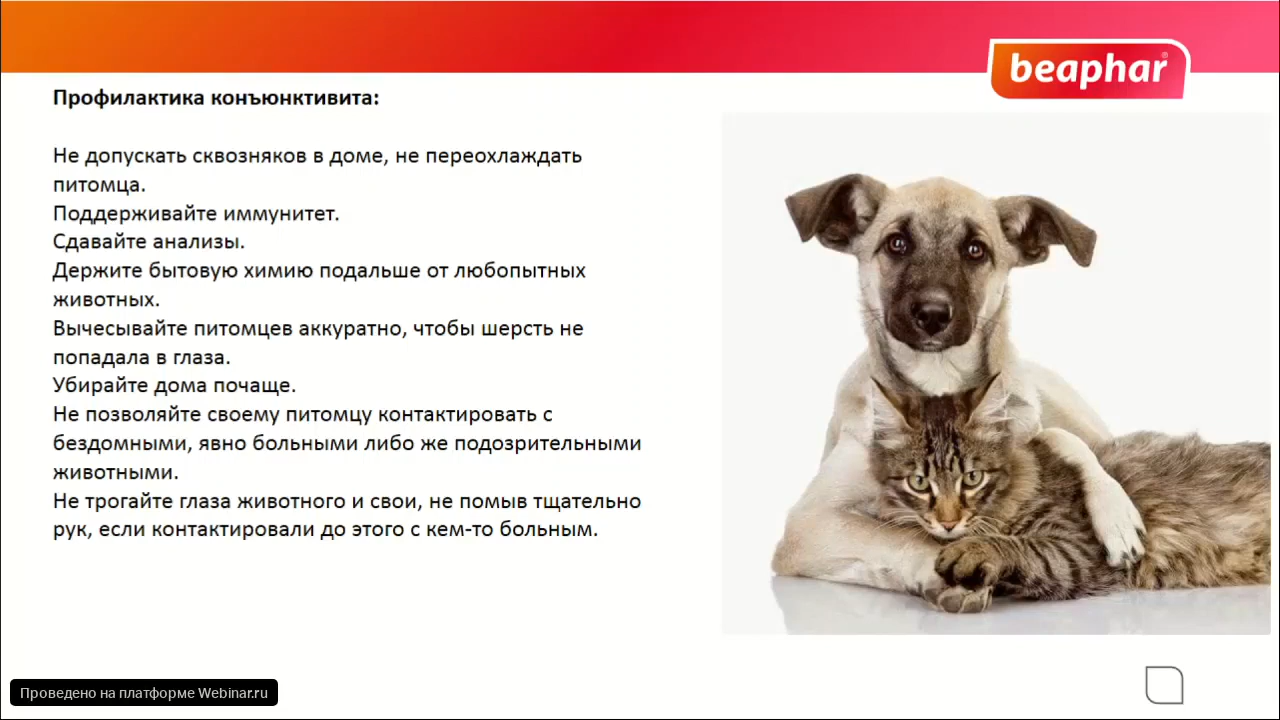 beaphar
Профилактика конъюнктивита:
Не допускать сквозняков в доме, не переохлаждать
питомца.
Поддерживайте иммунитет.
Сдавайте анализы.
Держите бытовую химию подальше от любопытных
животных.
Вычесывайте питомцев аккуратно, чтобы шерсть не
попадала в глаза.
Убирайте дома почаще.
Не позволяйте своему питомцу контактировать с
бездомными, явно больными либо же подозрительными
животными.
Не трогайте глаза животного и свои, не помыв тщательно
рук, если контактировали до этого с кем-то больным.
Проведено на платформе Webinar.ru